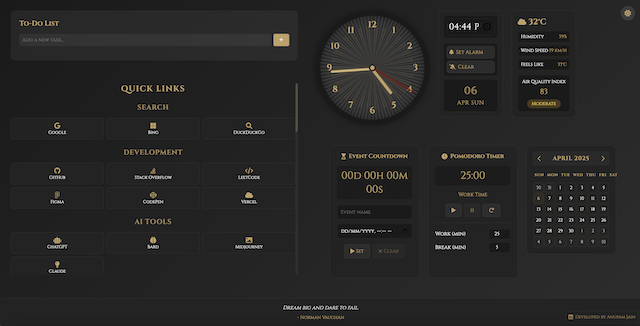 To-Do List
Add a new task...
+
Quick Links
Search
Google
Bing
DuckDuckGo
Development
GitHub
Stack Overflow
LeetCode
Figma
CodePen
Vercel
AI Tools
ChatGPT
Bard
Midjourney
Claude
12
1
2
3
4
5
6
7
8
9
10
11
04:44 P
Set Alarm
Clear
06
APR SUN
32°C
Humidity 59%
Wind Speed 19 km/h
Feels Like 37°C
Air Quality Index
83
Moderate
Event Countdown
00d 00h 00m
00s
Event name
dd/mm/yyyy, --:-- --
Set
Clear
Pomodoro Timer
25:00
Work Time
Work (min) 25
Break (min) 5
April 2025
Sun Mon Tue Wed Thu Fri Sat
30 31 1 2 3 4 5
6 7 8 9 10 11 12
13 14 15 16 17 18 19
20 21 22 23 24 25 26
27 28 29 30 1 2 3
4 5 6 7 8 9 10
Dream big and dare to fail.
- Norman Vaughan
Developed by Anupam Jain